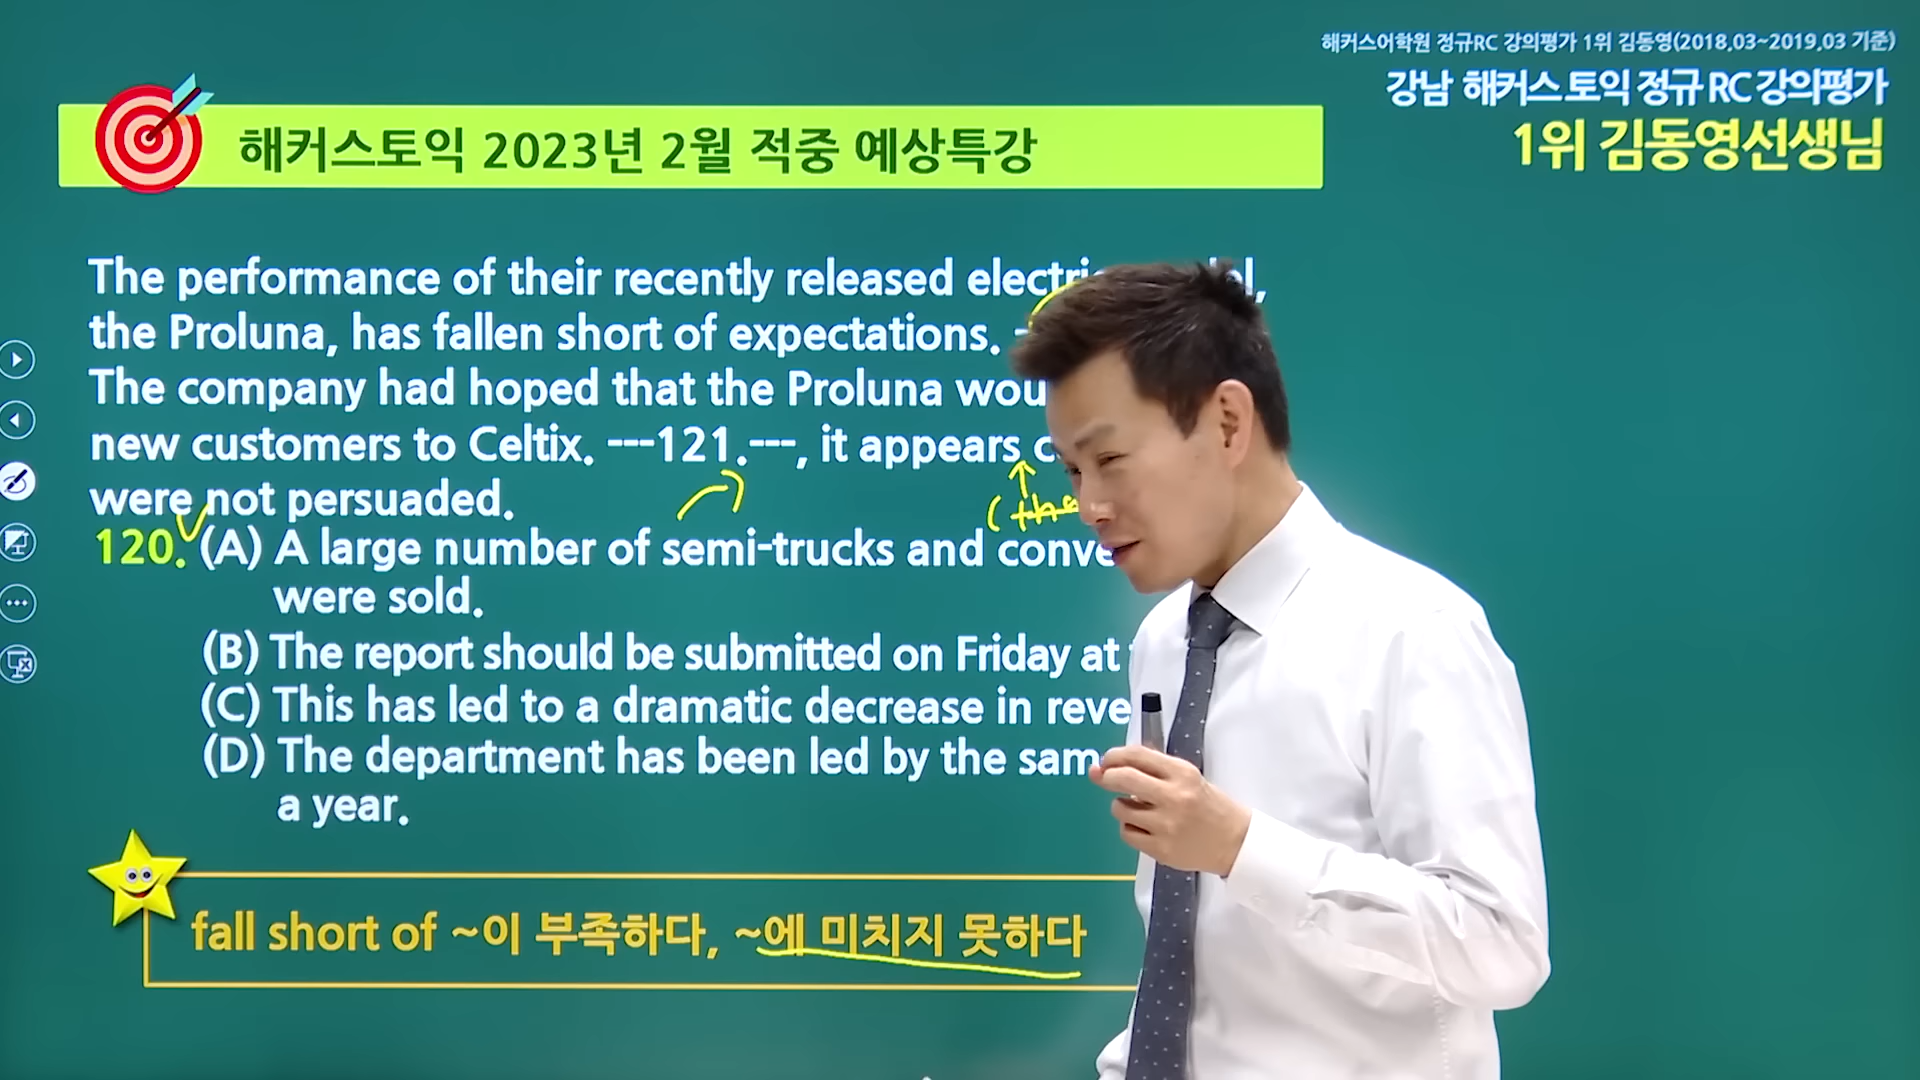 해커스어학원 정규RC 강의평가 1위 김동영(2018.03~2019.03 기준)
강남 해커스 토익 정규 RC 강의평가
1위 김동영선생님
해커스토익 2023년 2월 적중 예상특강
The performance of their recently released
the Proluna, has fallen short of expectations.
The company had hoped that the Proluna
new customers to Celtix. ---121.---, it appears
were not persuaded.
120. (A) A large number of semi-trucks and
were sold.
(B) The report should be submitted on Friday at
(C) This has led to a dramatic decrease in
(D) The department has been led by the
a year.
fall short of ~이 부족하다, ~에 미치지 못하다